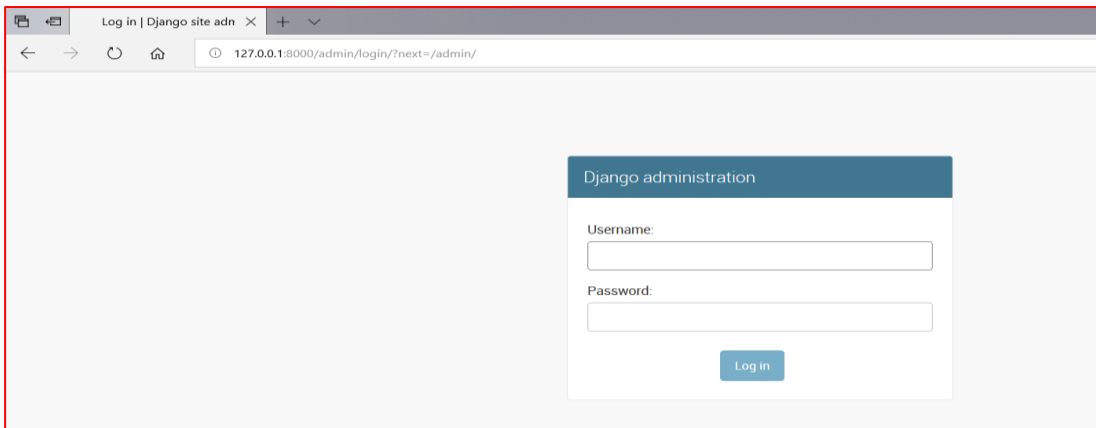 Log in | Django site adn
127.0.0.1:8000/admin/login/?next=/admin/
Django administration
Username:
Password:
Log in